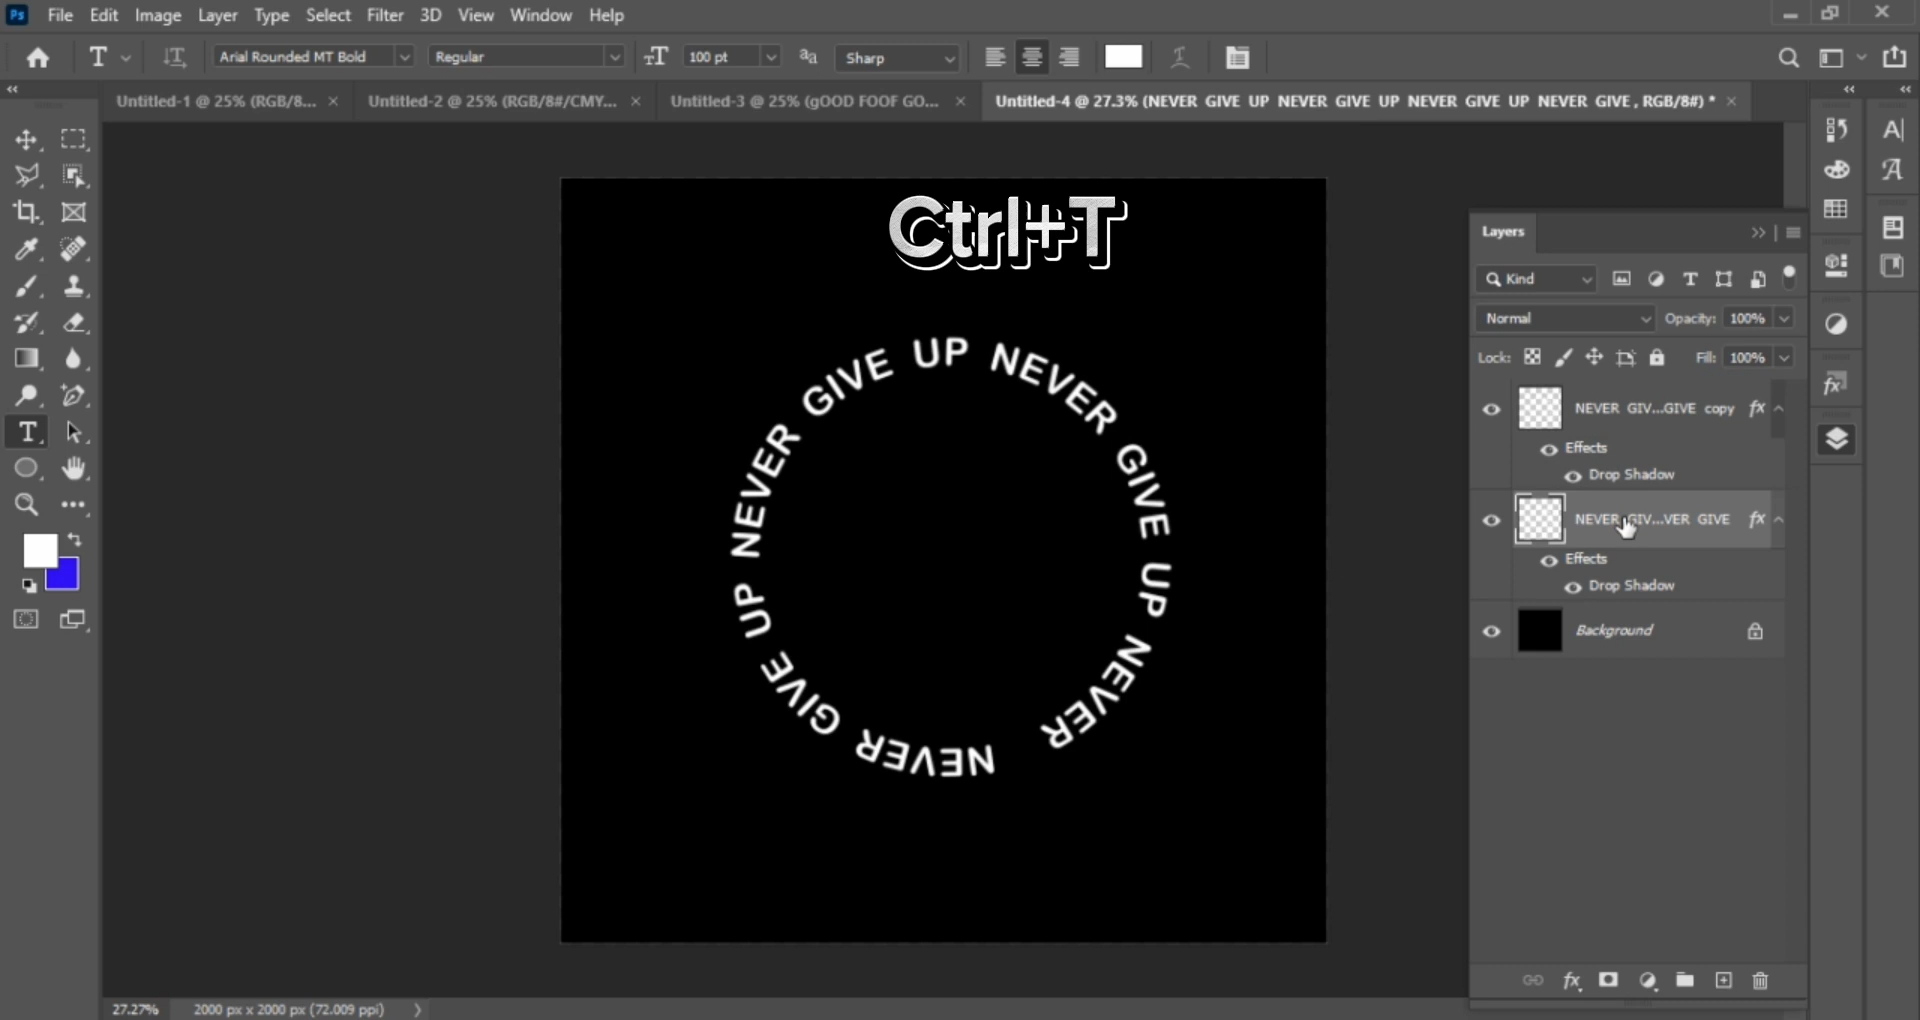 Ps File Edit Image Layer Type Select Filter 3D View Window Help
T Arial Rounded MT Bold Regular 100 pt aa Sharp
Untitled-1 @ 25% (RGB/8... × Untitled-2 @ 25% (RGB/8#/CMY... × Untitled-3 @ 25% (gOOD FOOF GO... × Untitled-4 @ 27.3% (NEVER GIVE UP NEVER GIVE UP NEVER GIVE UP NEVER GIVE , RGB/8#) * ×
Ctrl+T
NEVER GIVE UP NEVER GIVE UP NEVER GIVE UP NEVER
Layers
Kind
Normal Opacity: 100%
Lock: Fill: 100%
NEVER GIV...GIVE copy fx
Effects
Drop Shadow
NEVER GIV...VER GIVE fx
Effects
Drop Shadow
Background
27.27% 2000 px x 2000 px (72.009 ppi)